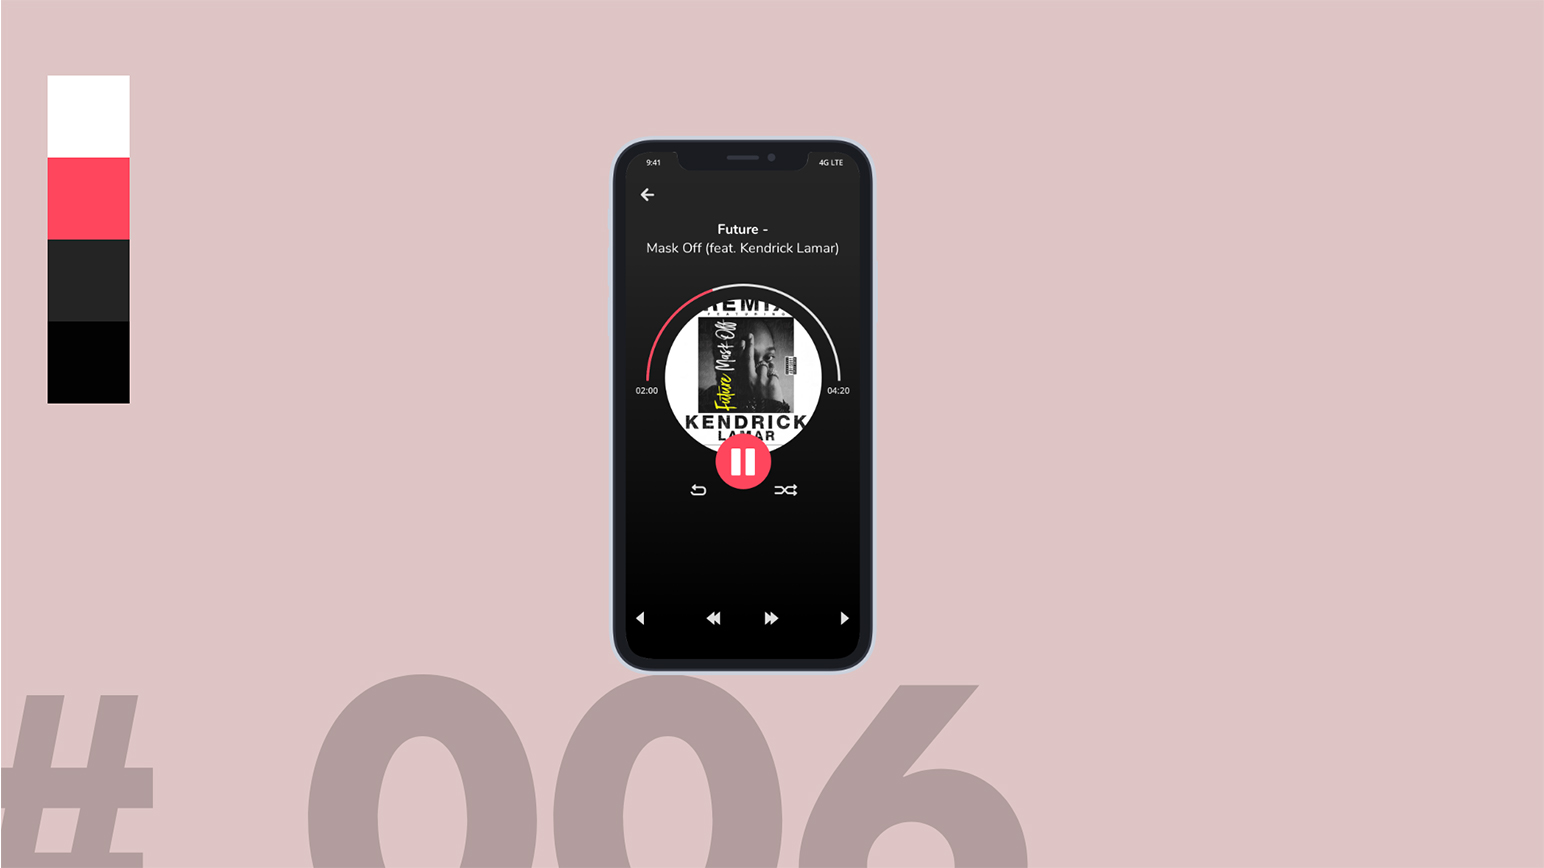 9:41
4G LTE
Future -
Mask Off (feat. Kendrick Lamar)
REMIX
FEATURING
Future Mask Off
02:00
04:20
KENDRICK
LAMAR
# 006